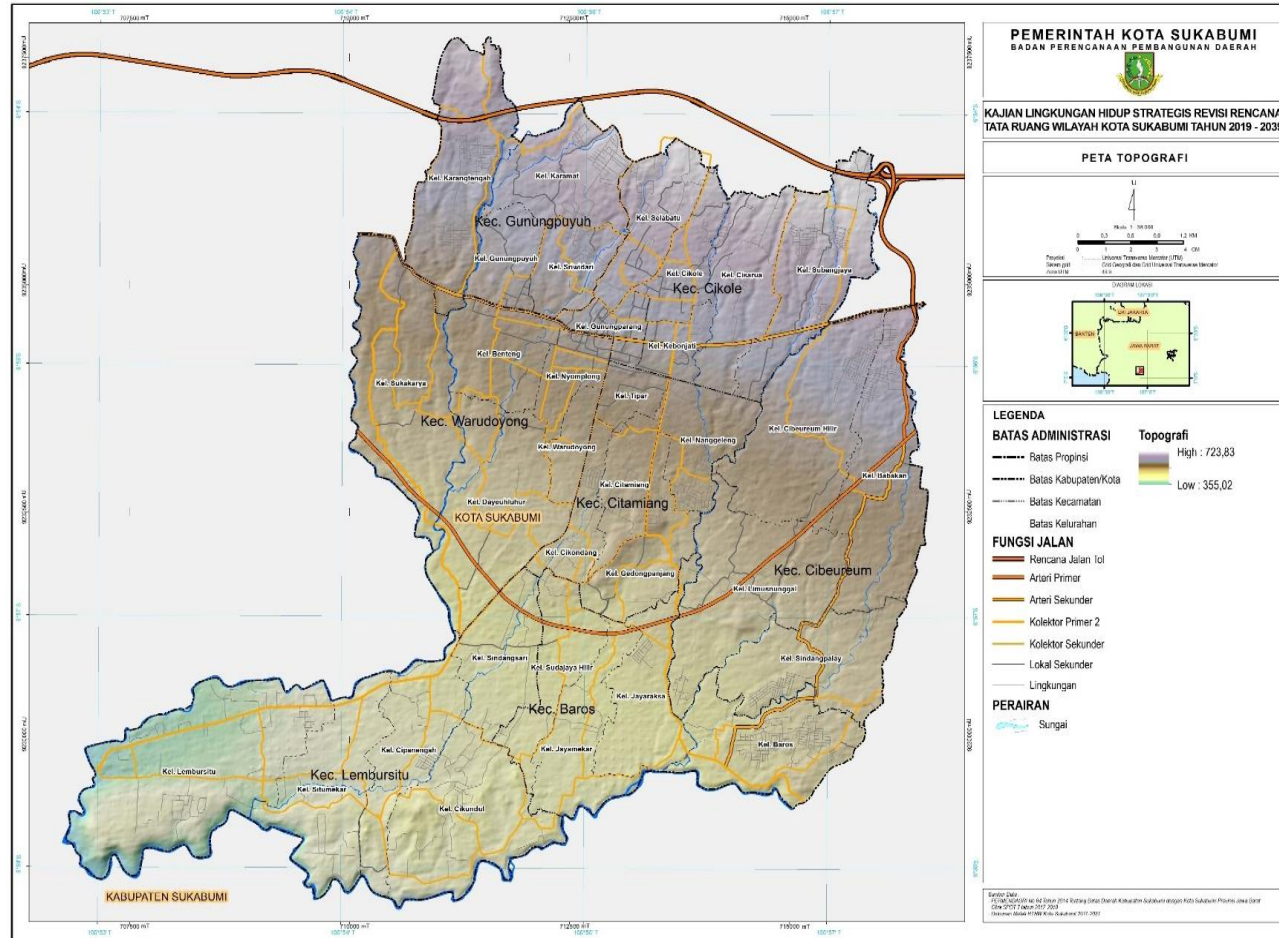 PEMERINTAH KOTA SUKABUMI
BADAN PERENCANAAN PEMBANGUNAN DAERAH
KAJIAN LINGKUNGAN HIDUP STRATEGIS REVISI RENCANA
TATA RUANG WILAYAH KOTA SUKABUMI TAHUN 2019 - 2039
PETA TOPOGRAFI
U
DIAGRAM LOKASI
DKI JAKARTA
BANTEN
JAWA BARAT
LEGENDA
BATAS ADMINISTRASI
Batas Propinsi
Batas Kabupaten/Kota
Batas Kecamatan
Batas Kelurahan
Topografi
High : 723,83
Low : 355,02
FUNGSI JALAN
Rencana Jalan Tol
Arteri Primer
Arteri Sekunder
Kolektor Primer 2
Kolektor Sekunder
Lokal Sekunder
Lingkungan
PERAIRAN
Sungai
Kel. Karangtengah
Kel. Karamat
Kec. Gunungpuyuh
Kel. Selabatu
Kel. Gunungpuyuh
Kel. Sriwidari
Kel. Cikole
Kel. Cisarua
Kel. Subangjaya
Kec. Cikole
Kel. Gunungparang
Kel. Kebonjati
Kel. Benteng
Kel. Nyomplong
Kel. Sukakarya
Kel. Tipar
Kec. Warudoyong
Kel. Cibeureum Hilir
Kel. Nanggeleng
Kel. Warudoyong
Kel. Babakan
Kel. Citamiang
Kel. Dayeuhluhur
Kec. Citamiang
KOTA SUKABUMI
Kel. Cikondang
Kel. Gedongpanjang
Kec. Cibeureum
Kel. Limusnunggal
Kel. Sindangsari
Kel. Sudajaya Hilir
Kel. Sindangpalay
Kel. Jayaraksa
Kec. Baros
Kel. Baros
Kel. Cipanengah
Kel. Jayamekar
Kel. Lembursitu
Kec. Lembursitu
Kel. Situmekar
Kel. Cikundul
KABUPATEN SUKABUMI